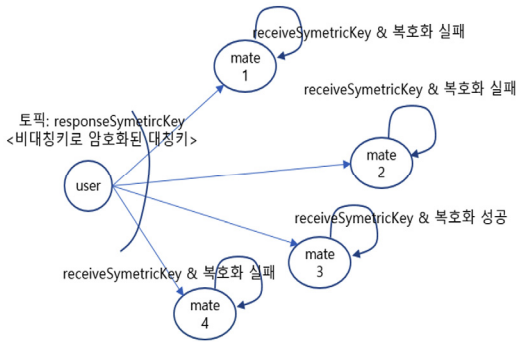 receiveSymetricKey & 복호화 실패
mate
1
receiveSymetricKey & 복호화 실패
토픽: responseSymetircKey
<비대칭키로 암호화된 대칭키>
mate
2
user
receiveSymetricKey & 복호화 성공
mate
3
receiveSymetricKey & 복호화 실패
mate
4